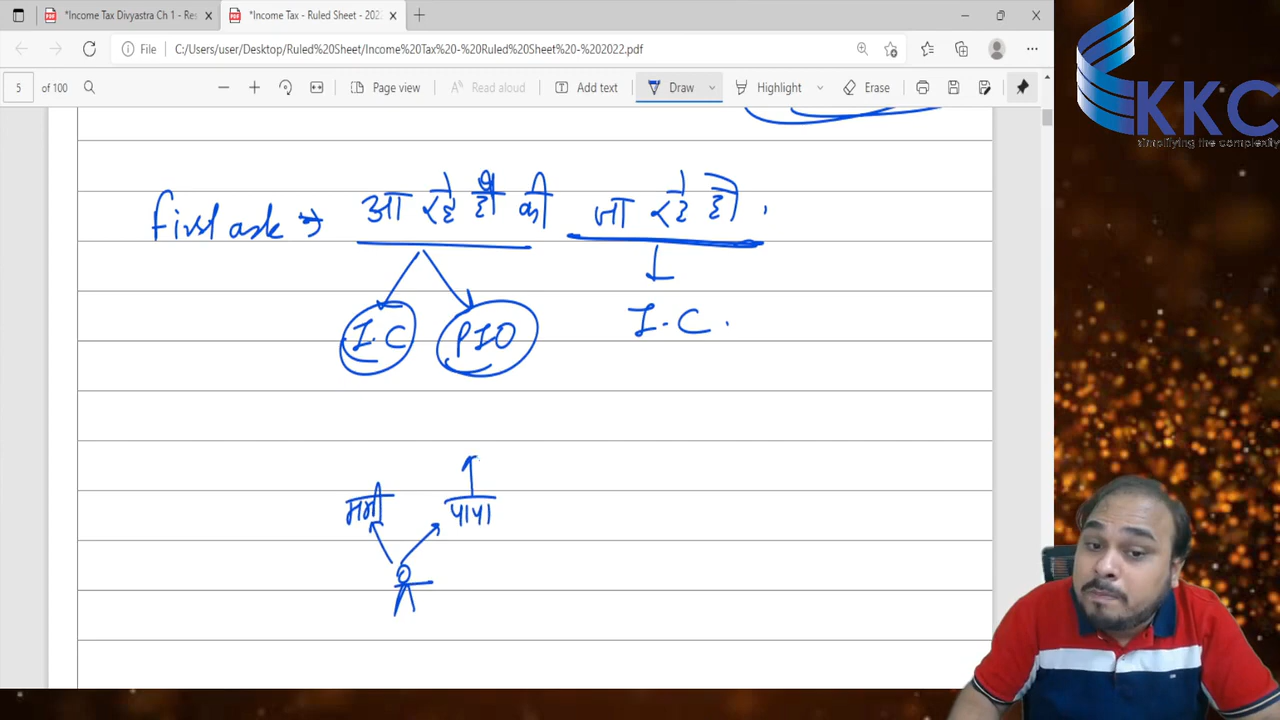 *Income Tax Divyastra Ch 1 - Res
*Income Tax - Ruled Sheet - 202
File
C:/Users/user/Desktop/Ruled%20Sheet/Income%20Tax%20-%20Ruled%20Sheet%20-%202022.pdf
5 of 100
Page view
Read aloud
Add text
Draw
Highlight
Erase
KKC
simplifying the complexity
First ask → आ रहे हो की जा रहे हो.
I.C PIO I.C.
मम्मी पापा